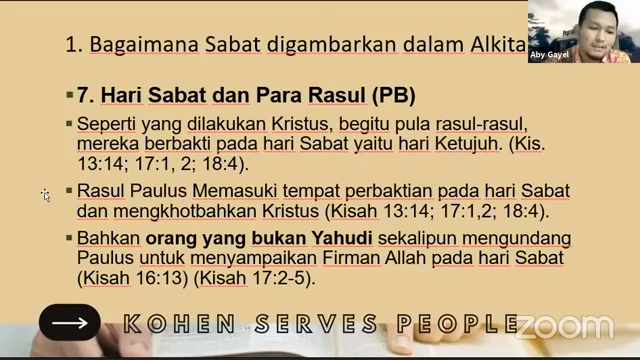 1. Bagaimana Sabat digambarkan dalam Alkita
Aby Gayel
7. Hari Sabat dan Para Rasul (PB)
Seperti yang dilakukan Kristus, begitu pula rasul-rasul,
mereka berbakti pada hari Sabat yaitu hari Ketujuh. (Kis.
13:14; 17:1, 2; 18:4).
Rasul Paulus Memasuki tempat perbaktian pada hari Sabat
dan mengkhotbahkan Kristus (Kisah 13:14; 17:1,2; 18:4).
Bahkan orang yang bukan Yahudi sekalipun mengundang
Paulus untuk menyampaikan Firman Allah pada hari Sabat
(Kisah 16:13) (Kisah 17:2-5).
KOHEN SERVES PEOPLE
zoom